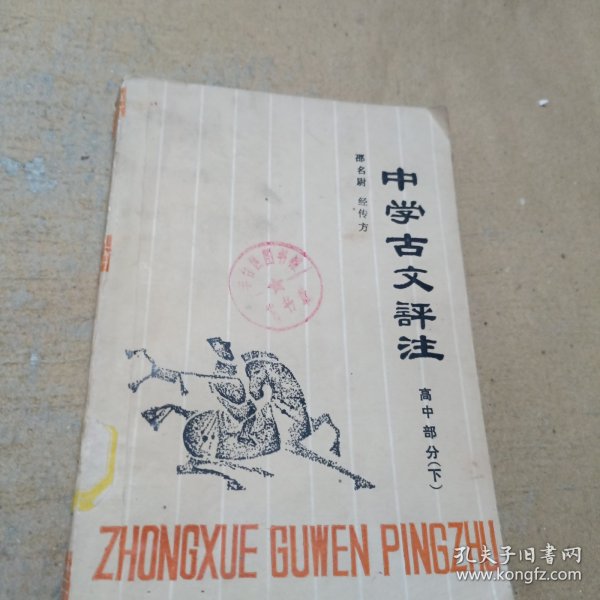 中学古文評注
高中部分(下)
邵名尉 经传方
ZHONGXUE GUWEN PINGZHU
孔夫子旧书网
www.kongfz.com